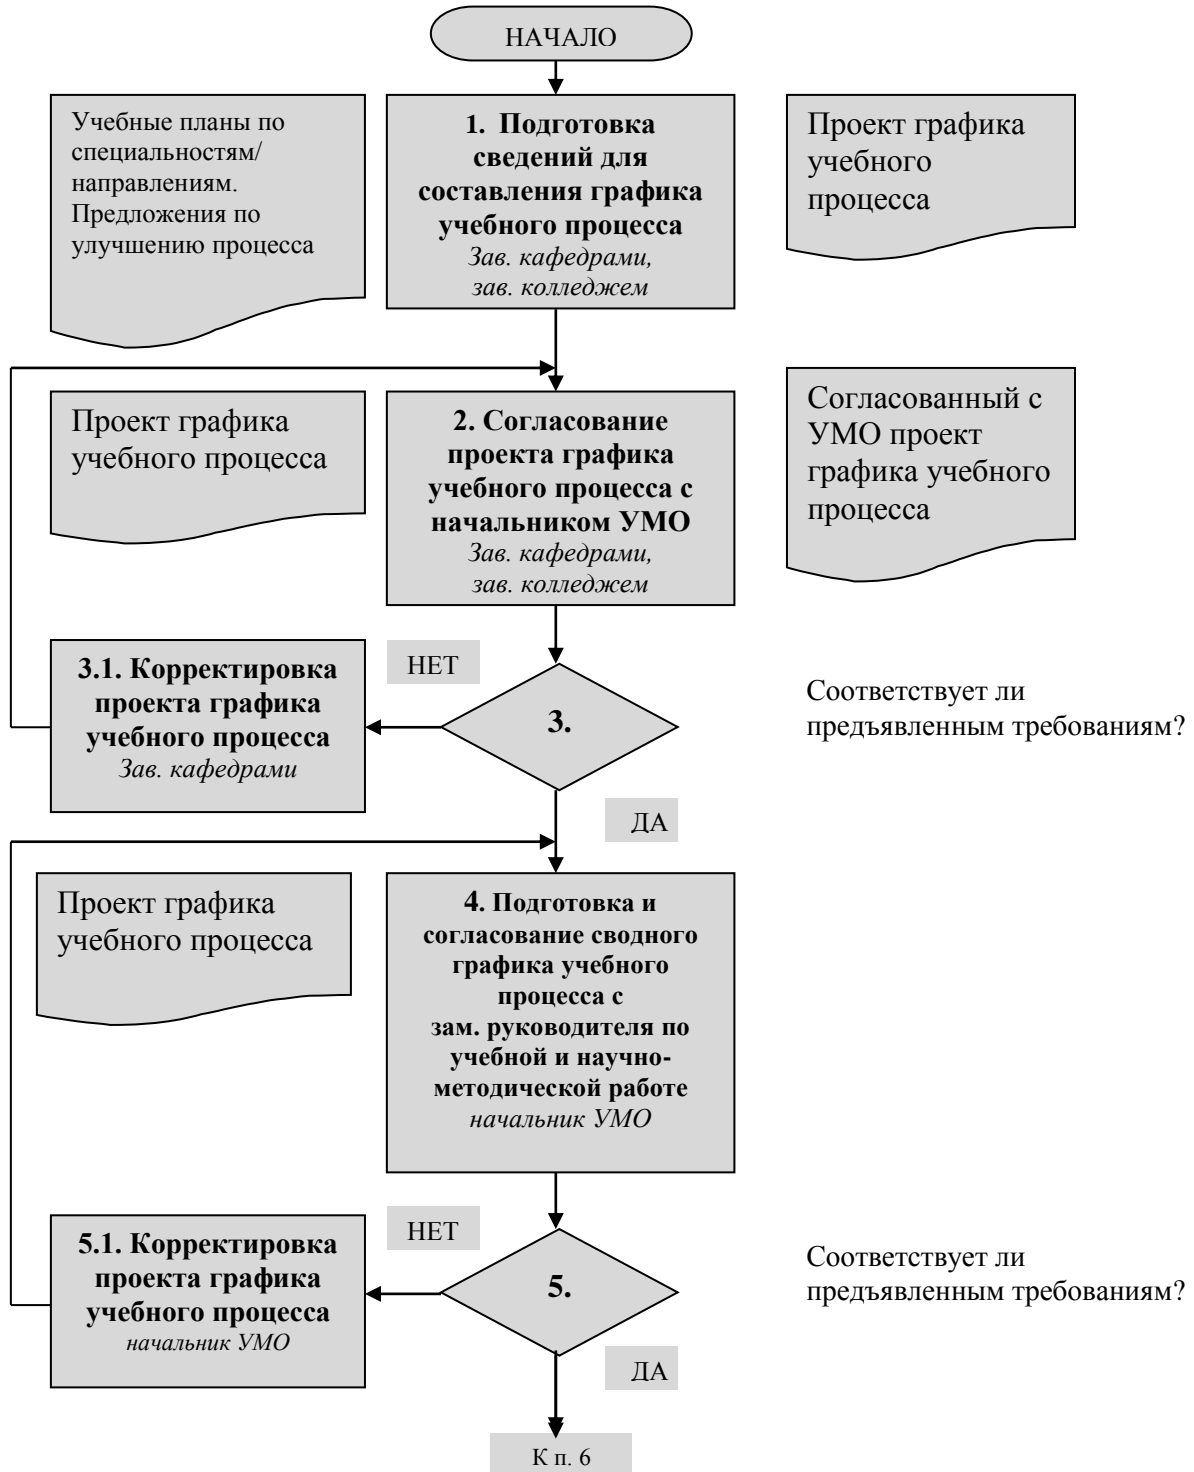 НАЧАЛО
Учебные планы по
специальностям/
направлениям.
Предложения по
улучшению процесса
1. Подготовка
сведений для
составления графика
учебного процесса
Зав. кафедрами,
зав. колледжем
Проект графика
учебного
процесса
Проект графика
учебного процесса
2. Согласование
проекта графика
учебного процесса с
начальником УМО
Зав. кафедрами,
зав. колледжем
Согласованный с
УМО проект
графика учебного
процесса
3.1. Корректировка
проекта графика
учебного процесса
Зав. кафедрами
НЕТ
3.
Соответствует ли
предъявленным требованиям?
ДА
Проект графика
учебного процесса
4. Подготовка и
согласование сводного
графика учебного
процесса с
зам. руководителя по
учебной и научно-
методической работе
начальник УМО
5.1. Корректировка
проекта графика
учебного процесса
начальник УМО
НЕТ
5.
Соответствует ли
предъявленным требованиям?
ДА
К п. 6